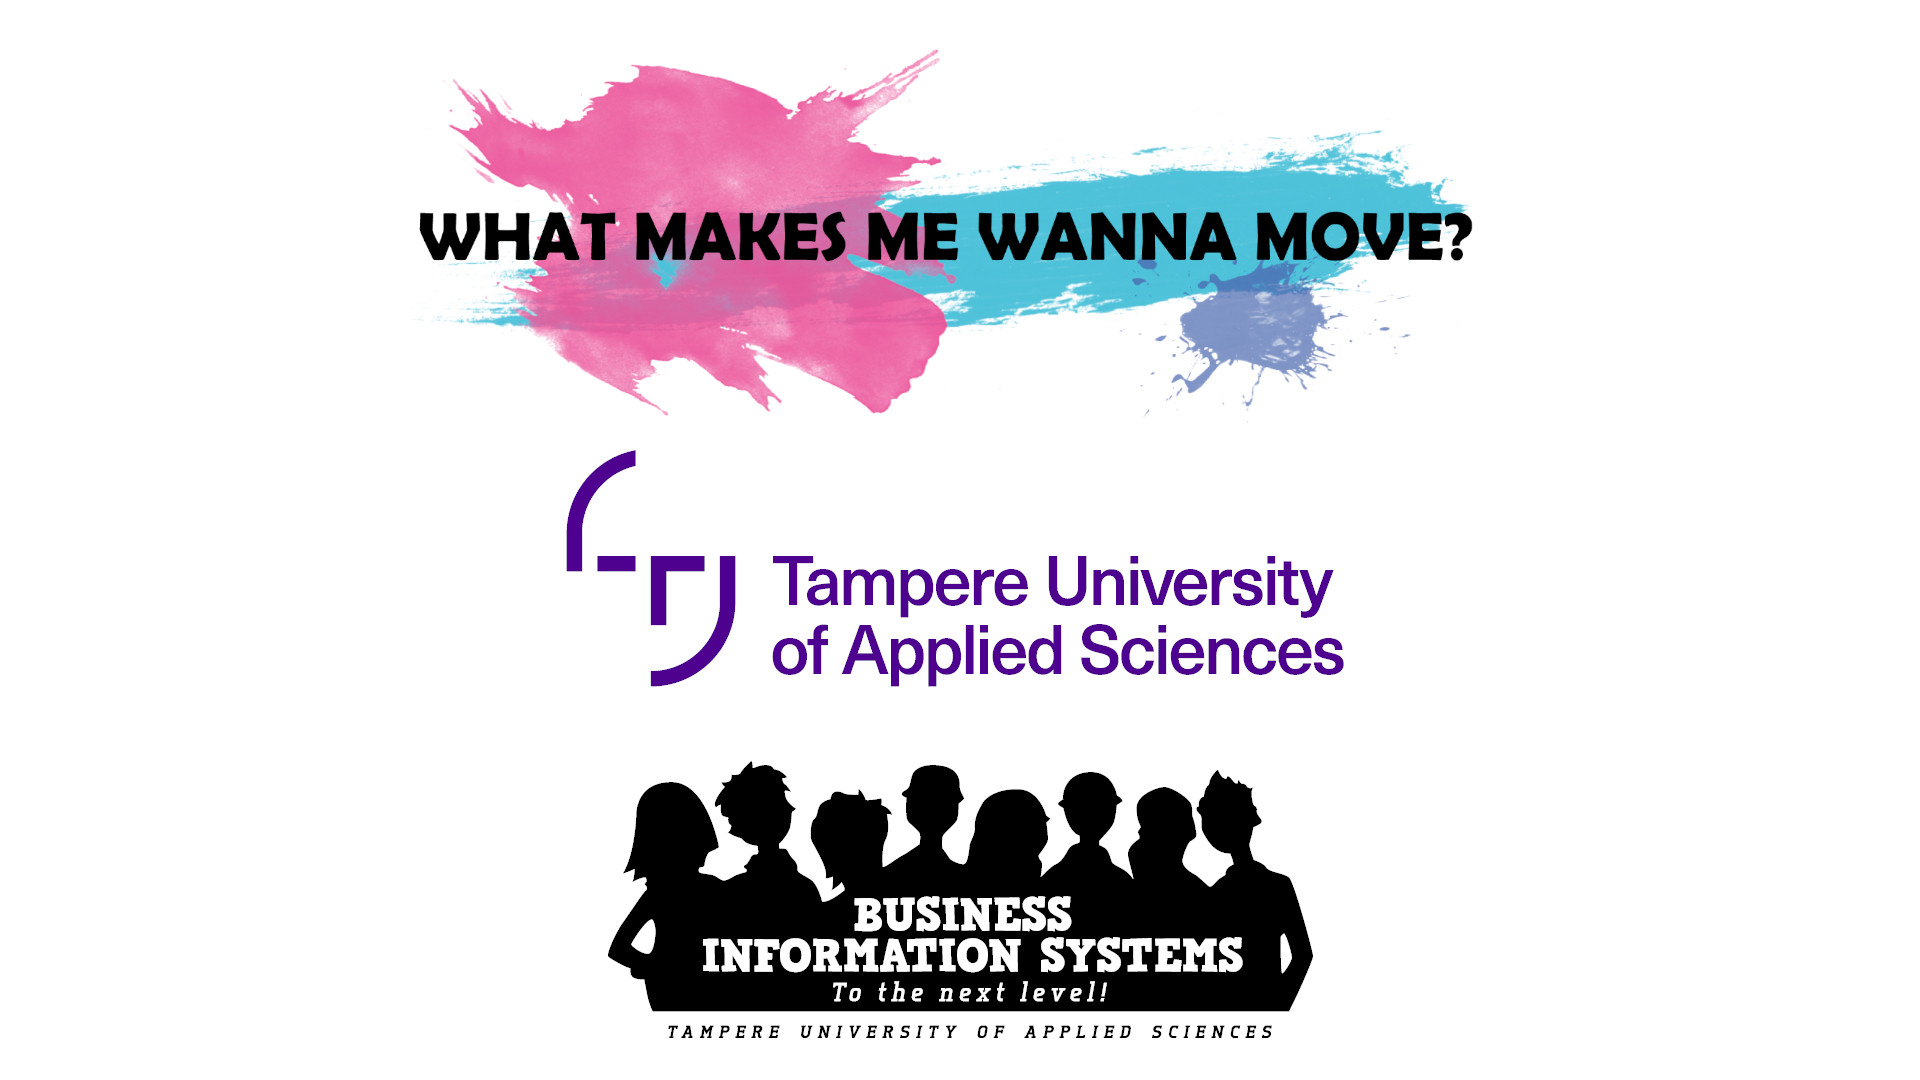 WHAT MAKES ME WANNA MOVE?
Tampere University
of Applied Sciences
BUSINESS
INFORMATION SYSTEMS
To the next level!
TAMPERE UNIVERSITY OF APPLIED SCIENCES